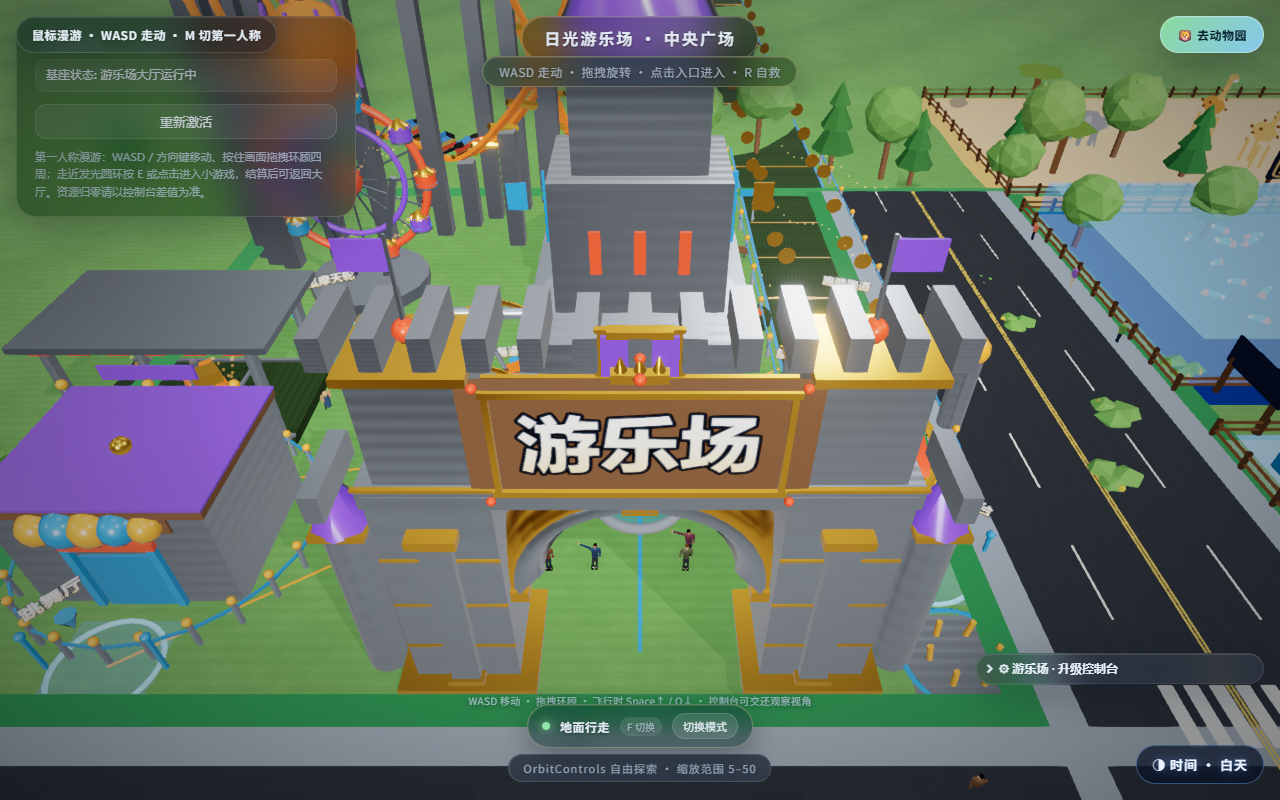 鼠标漫游 · WASD 走动 · M 切第一人称
基座状态: 游乐场大厅运行中
重新激活
第一人称漫游：WASD / 方向键移动、按住画面拖拽环顾四
周；走近发光圆环按 E 或点击进入小游戏，结算后可返回大
厅。资源归零请以控制台差值为准。
日光游乐场 · 中央广场
WASD 走动 · 拖拽旋转 · 点击入口进入 · R 自救
去动物园
摩天轮
游乐场
跳舞厅
游乐场 · 升级控制台
WASD 移动 · 拖拽环顾 · 飞行时 Space↑ / Q↓ · 控制台可交还观察视角
地面行走 F 切换 切换模式
OrbitControls 自由探索 · 缩放范围 5–50
时间 · 白天